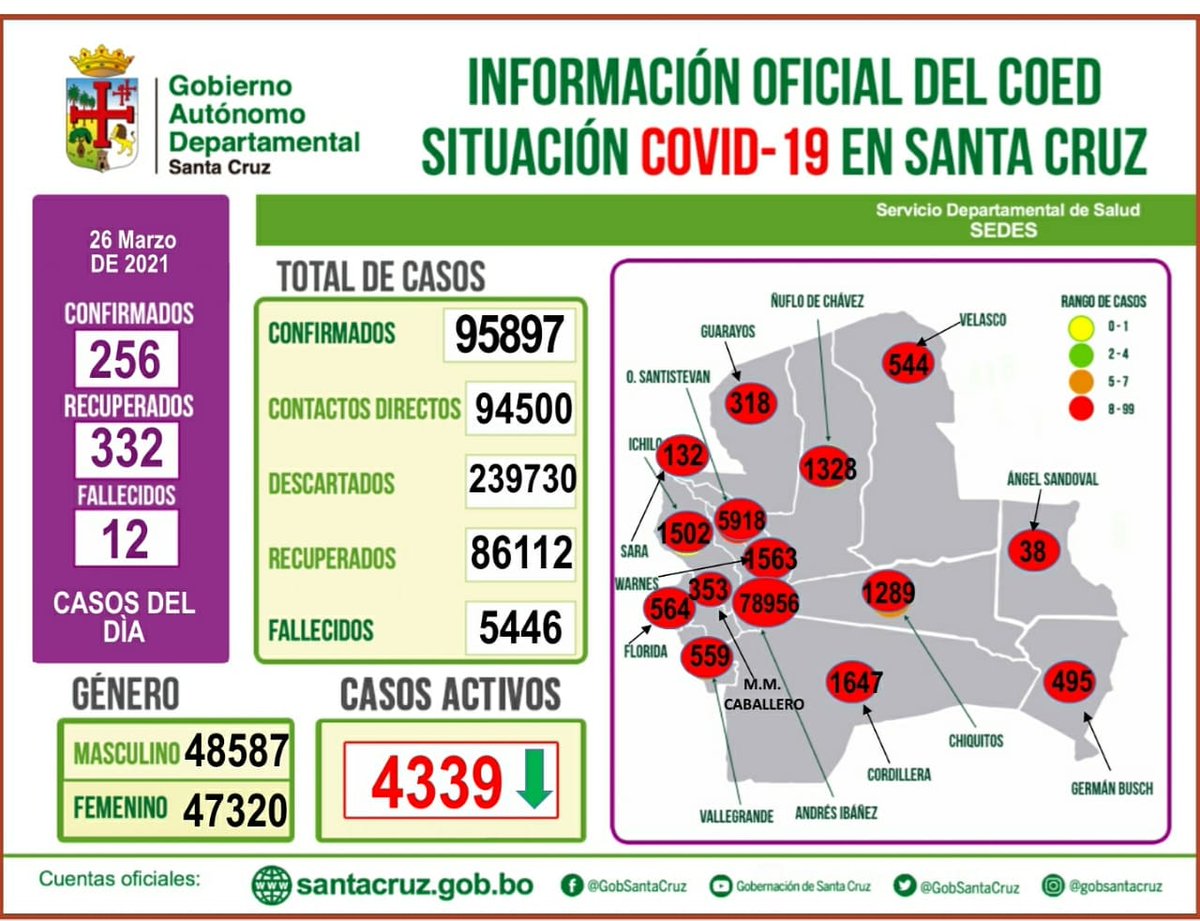 Gobierno
Autónomo
Departamental
Santa Cruz
INFORMACIÓN OFICIAL DEL COED
SITUACIÓN COVID-19 EN SANTA CRUZ
Servicio Departamental de Salud
SEDES
26 Marzo
DE 2021
CONFIRMADOS
256
RECUPERADOS
332
FALLECIDOS
12
CASOS DEL
DÌA
TOTAL DE CASOS
CONFIRMADOS 95897
CONTACTOS DIRECTOS 94500
DESCARTADOS 239730
RECUPERADOS 86112
FALLECIDOS 5446
GÉNERO
MASCULINO 48587
FEMENINO 47320
CASOS ACTIVOS
4339
ÑUFLO DE CHÁVEZ
VELASCO
GUARAYOS
O. SANTISTEVAN
ICHILO
SARA
WARNES
FLORIDA
M.M.
CABALLERO
VALLEGRANDE
ANDRÉS IBÁÑEZ
CORDILLERA
CHIQUITOS
GERMÁN BUSCH
ÁNGEL SANDOVAL
544
318
132
1328
5918
1502
1563
38
353
564
78956
1289
559
1647
495
RANGO DE CASOS
0 - 1
2-4
5-7
8-99
Cuentas oficiales:
www
santacruz.gob.bo
@GobSantaCruz
Gobernación de Santa Cruz
@GobSantaCruz
@gobsantacruz